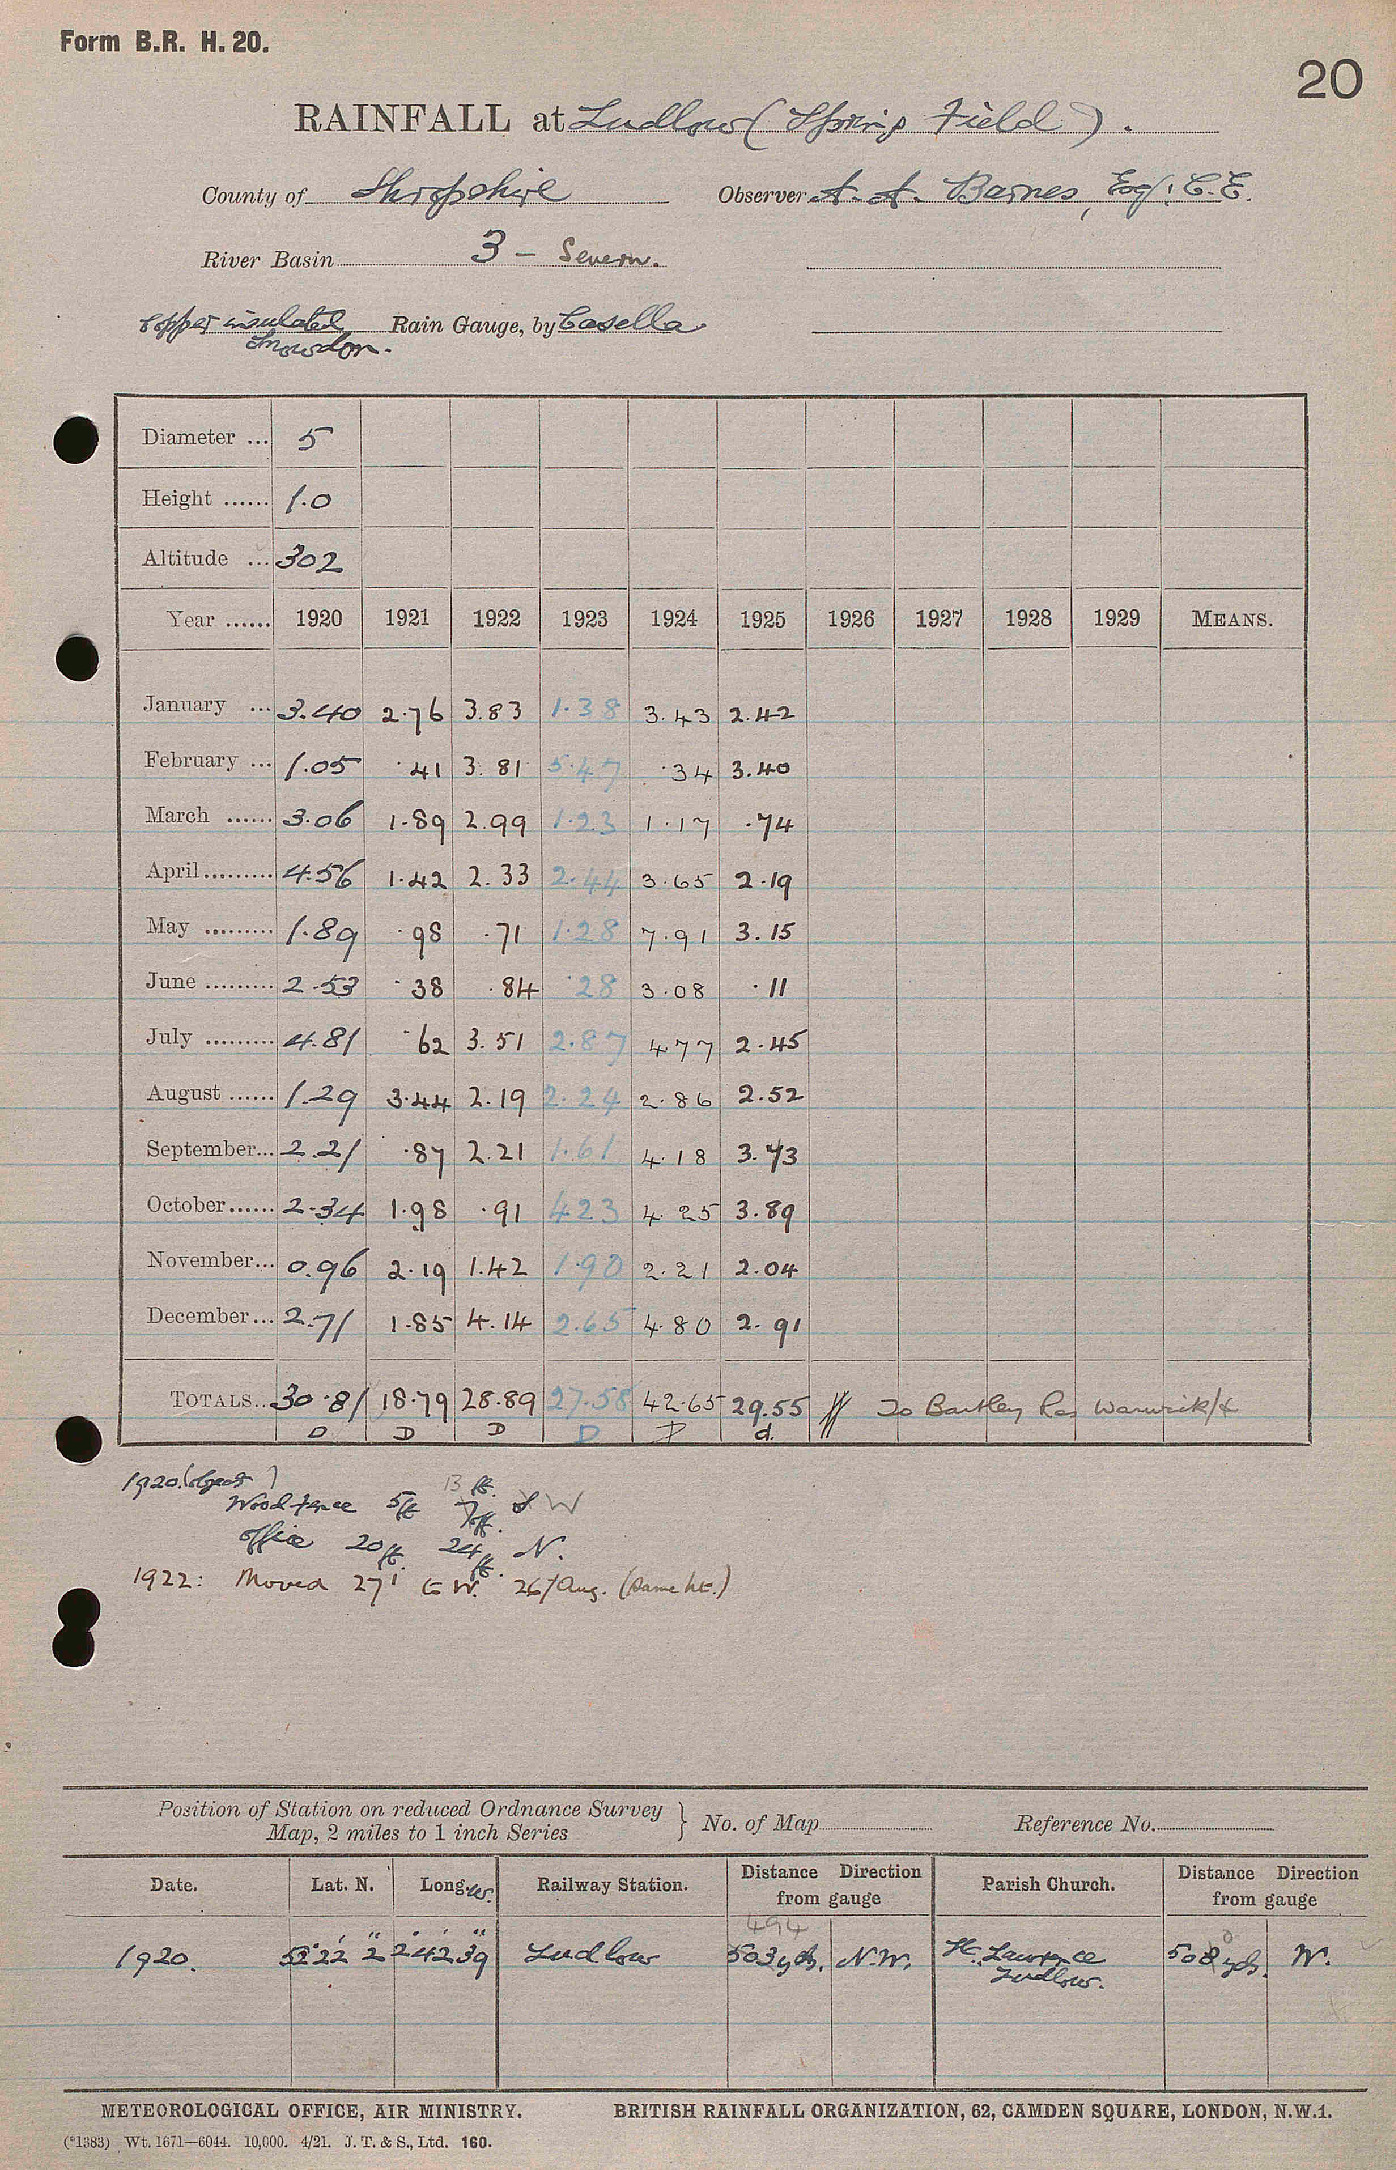 Form B.R. H. 20.
20
RAINFALL at Ludlow (Spring Field).
County of Shropshire Observer A. A. Barnes, Esq: C.E.
River Basin 3 - Severn.
Copper insulated Snowdon. Rain Gauge, by Casella
Diameter ... 5
Height ...... 1.0
Altitude ... 302
Year ...... 1920 1921 1922 1923 1924 1925 1926 1927 1928 1929 MEANS.
January ... 3.40 2.76 3.83 1.38 3.43 2.42
February ... 1.05 .41 3.81 5.47 .34 3.40
March ...... 3.06 1.89 2.99 1.23 1.17 .74
April ......... 4.56 1.42 2.33 2.44 3.65 2.19
May ......... 1.89 .98 .71 1.28 7.91 3.15
June ......... 2.53 .38 .84 .28 3.08 .11
July ......... 4.81 .62 3.51 2.87 4.77 2.45
August ...... 1.29 3.44 2.19 2.24 2.86 2.52
September... 2.21 .87 2.21 1.61 4.18 3.73
October...... 2.34 1.98 .91 4.23 4.25 3.89
November... 0.96 2.19 1.42 1.90 2.21 2.04
December... 2.71 1.85 4.14 2.65 4.80 2.91
TOTALS... 30.81 18.79 28.89 27.58 42.65 29.55 To Bartley Res Warwick/
D D D D D d.
1920. (objects)
Wood fence 5ft 13 ft. W
office 20ft. 24 ft. N.
1922: Moved 27' to W. 26/Aug. (same ht.)
Position of Station on reduced Ordnance Survey Map, 2 miles to 1 inch Series } No. of Map Reference No.
Date. Lat. N. Long. W. Railway Station. Distance Direction from gauge Parish Church. Distance Direction from gauge
494
1920. 52° 22' 2" 2° 42' 39" Ludlow 503 yds. N.W. St. Lawrence Ludlow. 508 yds. W.
METEOROLOGICAL OFFICE, AIR MINISTRY. BRITISH RAINFALL ORGANIZATION, 62, CAMDEN SQUARE, LONDON, N.W.1.
(*1383) Wt. 1671—6044. 10,000. 4/21. J. T. & S., Ltd. 160.